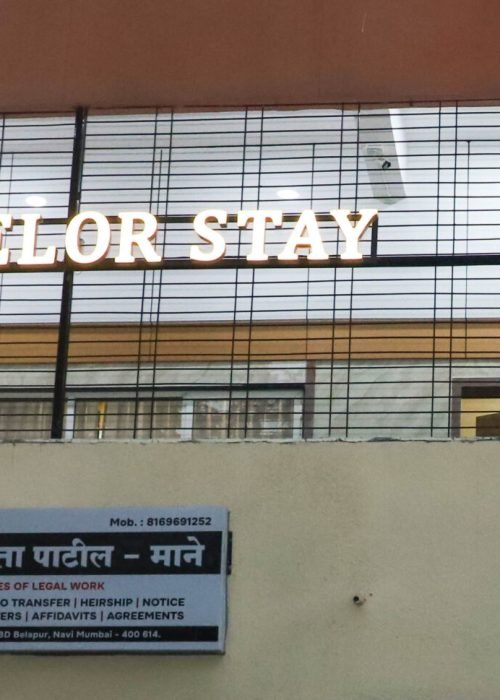 ELOR STAY
Mob. : 8169691252
ता पाटील – माने
ES OF LEGAL WORK
O TRANSFER | HEIRSHIP | NOTICE
ERS | AFFIDAVITS | AGREEMENTS
BD Belapur, Navi Mumbai - 400 614.